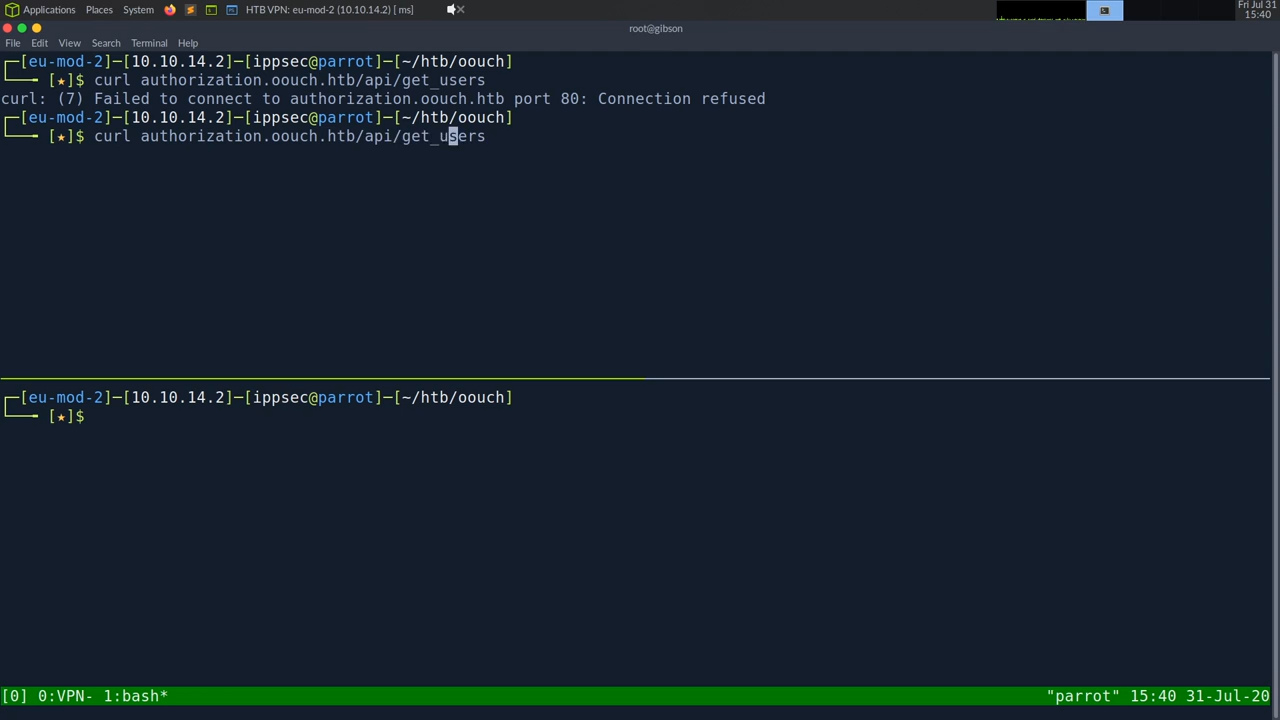 Applications Places System HTB VPN: eu-mod-2 (10.10.14.2) [ ms] Fri Jul 31 15:40
root@gibson
File Edit View Search Terminal Help
┌─[eu-mod-2]─[10.10.14.2]─[ippsec@parrot]─[~/htb/oouch]
└──╼ [★]$ curl authorization.oouch.htb/api/get_users
curl: (7) Failed to connect to authorization.oouch.htb port 80: Connection refused
┌─[eu-mod-2]─[10.10.14.2]─[ippsec@parrot]─[~/htb/oouch]
└──╼ [★]$ curl authorization.oouch.htb/api/get_users
┌─[eu-mod-2]─[10.10.14.2]─[ippsec@parrot]─[~/htb/oouch]
└──╼ [★]$
[0] 0:VPN- 1:bash* "parrot" 15:40 31-Jul-20